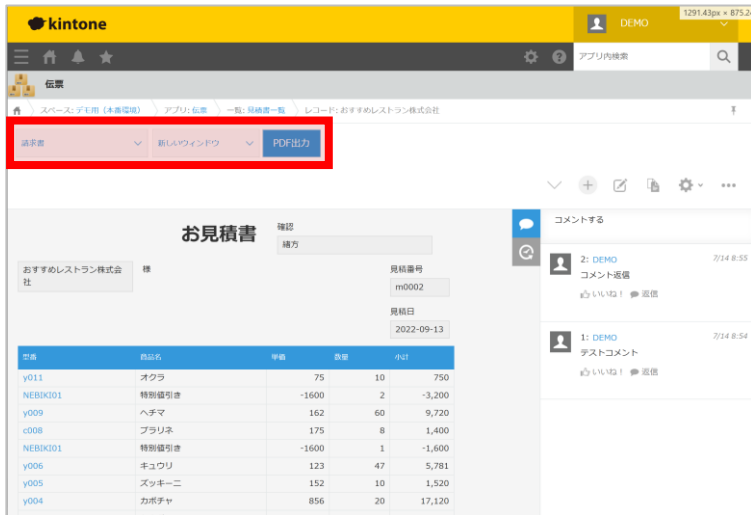 1291.43px × 875.24
kintone
DEMO
アプリ内検索
伝票
スペース: デモ用（本番環境） アプリ: 伝票 一覧: 見積書一覧 レコード: おすすめレストラン株式会社
請求書 新しいウィンドウ PDF出力
コメントする
お見積書
確認
緒方
おすすめレストラン株式会社
様
見積番号
m0002
見積日
2022-09-13
型番 商品名 単価 数量 小計
y011 オクラ 75 10 750
NEBIKI01 特別値引き -1600 2 -3,200
y009 ヘチマ 162 60 9,720
c008 プラリネ 175 8 1,400
NEBIKI01 特別値引き -1600 1 -1,600
y006 キュウリ 123 47 5,781
y005 ズッキーニ 152 10 1,520
y004 カボチャ 856 20 17,120
2: DEMO 7/14 8:55
コメント返信
いいね！ 返信
1: DEMO 7/14 8:54
テストコメント
いいね！ 返信